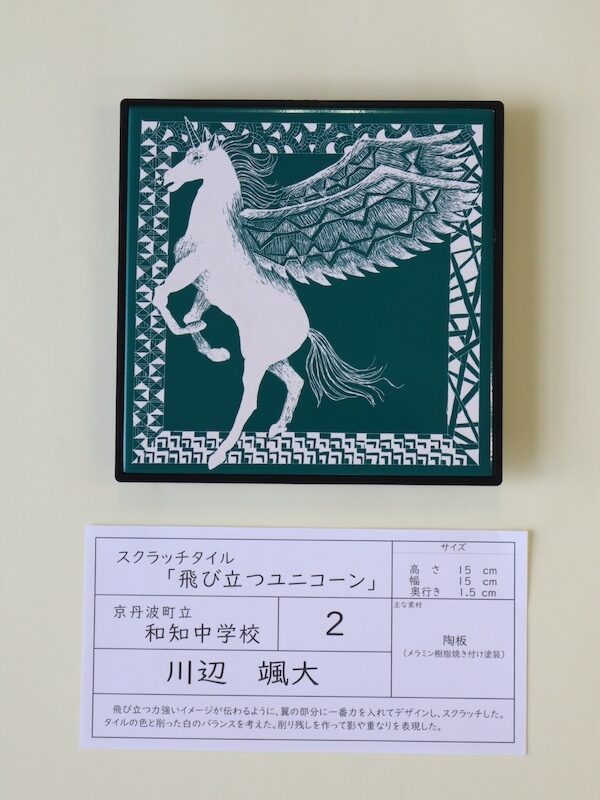 スクラッチタイル
「飛び立つユニコーン」
サイズ
高 さ 15 cm
幅 15 cm
奥行き 1.5 cm
京丹波町立
和知中学校
2
主な素材
陶板
(メラミン樹脂焼き付け塗装)
川辺 颯大
飛び立つ力強いイメージが伝わるように、翼の部分に一番力を入れてデザインし、スクラッチした。
タイルの色と削った白のバランスを考えた。削り残しを作って影や重なりを表現した。